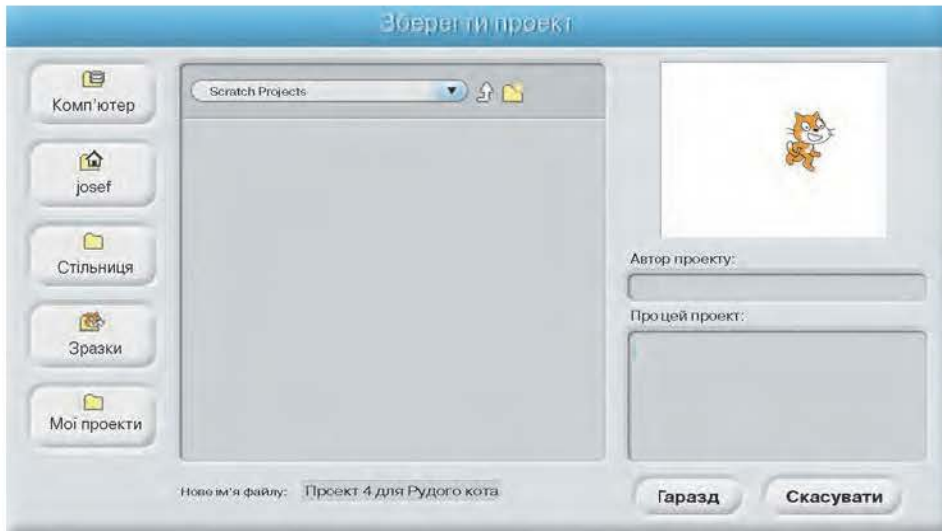 Зберегти проект
Комп'ютер
josef
Стільниця
Зразки
Мої проекти
Scratch Projects
Автор проекту:
Про цей проект:
Нове ім'я файлу: Проект 4 для Рудого кота
Гаразд
Скасувати